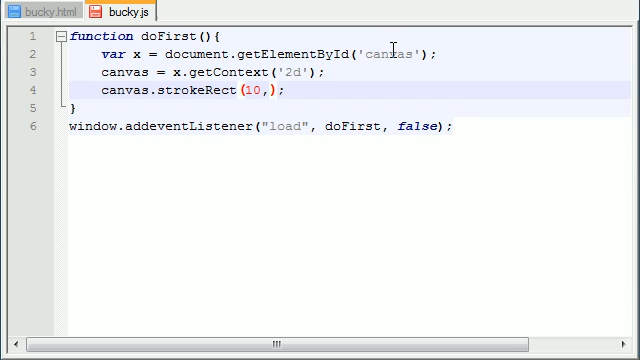 bucky.html bucky.js
1 function doFirst(){
2 var x = document.getElementById('canvas');
3 canvas = x.getContext('2d');
4 canvas.strokeRect(10,);
5 }
6 window.addeventListener("load", doFirst, false);